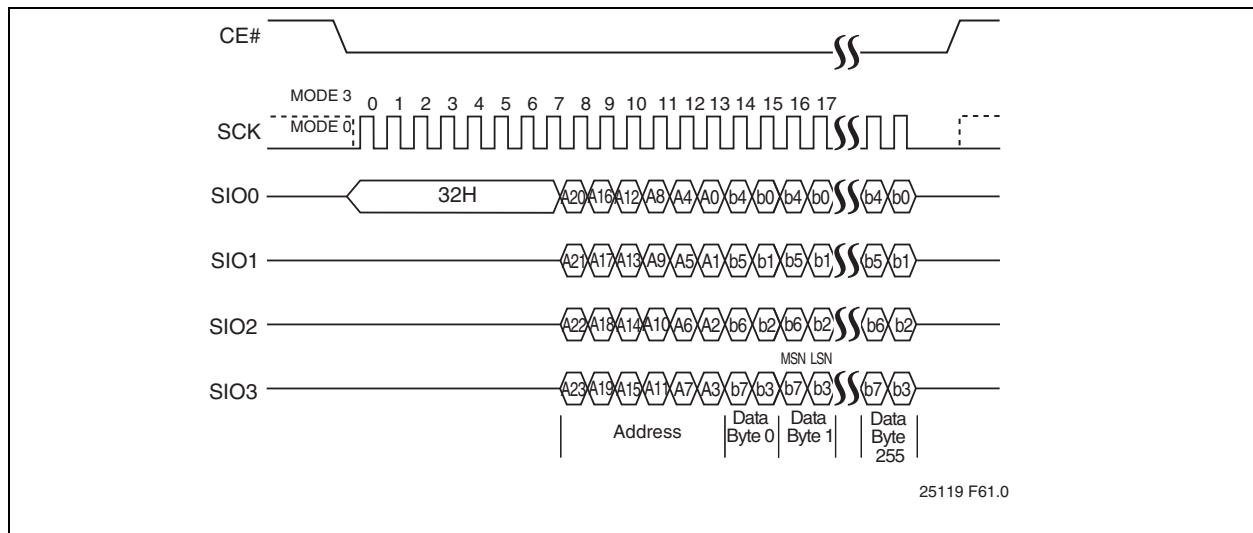 CE#
MODE 3
0 1 2 3 4 5 6 7 8 9 10 11 12 13 14 15 16 17
SCK
MODE 0
SIO0
32H
A20 A16 A12 A8 A4 A0 b4 b0 b4 b0 b4 b0
SIO1
A21 A17 A13 A9 A5 A1 b5 b1 b5 b1 b5 b1
SIO2
A22 A18 A14 A10 A6 A2 b6 b2 b6 b2 b6 b2
MSN LSN
SIO3
A23 A19 A15 A11 A7 A3 b7 b3 b7 b3 b7 b3
Address
Data
Byte 0
Data
Byte 1
Data
Byte
255
25119 F61.0